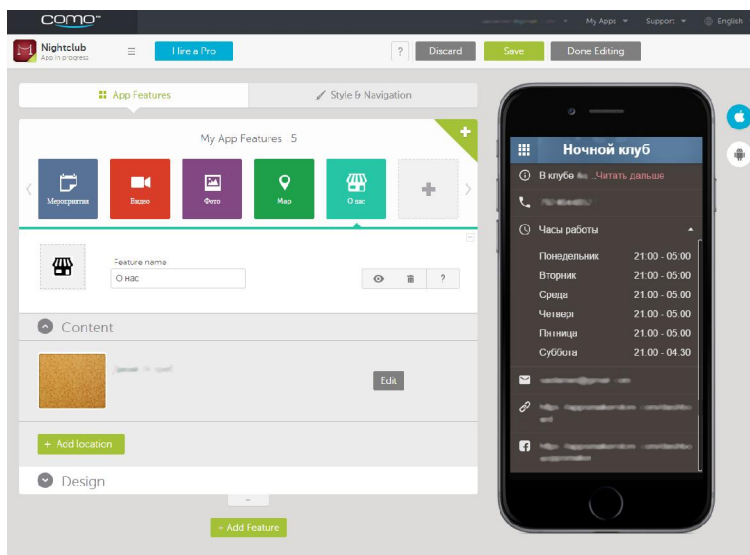 como
My Apps
Support
English
Nightclub
App in progress
Hire a Pro
?
Discard
Save
Done Editing
App Features
Style & Navigation
My App Features 5
+
Мероприятия
Видео
Фото
Map
О нас
+
Feature name
О нас
?
Content
Edit
+ Add location
Design
+ Add Feature
Ночной клуб
В клубе ...Читать дальше
Часы работы
Понедельник 21:00 - 05:00
Вторник 21:00 - 05:00
Среда 21:00 - 05:00
Четверг 21:00 - 05:00
Пятница 21:00 - 05:00
Суббота 21:00 - 04:30